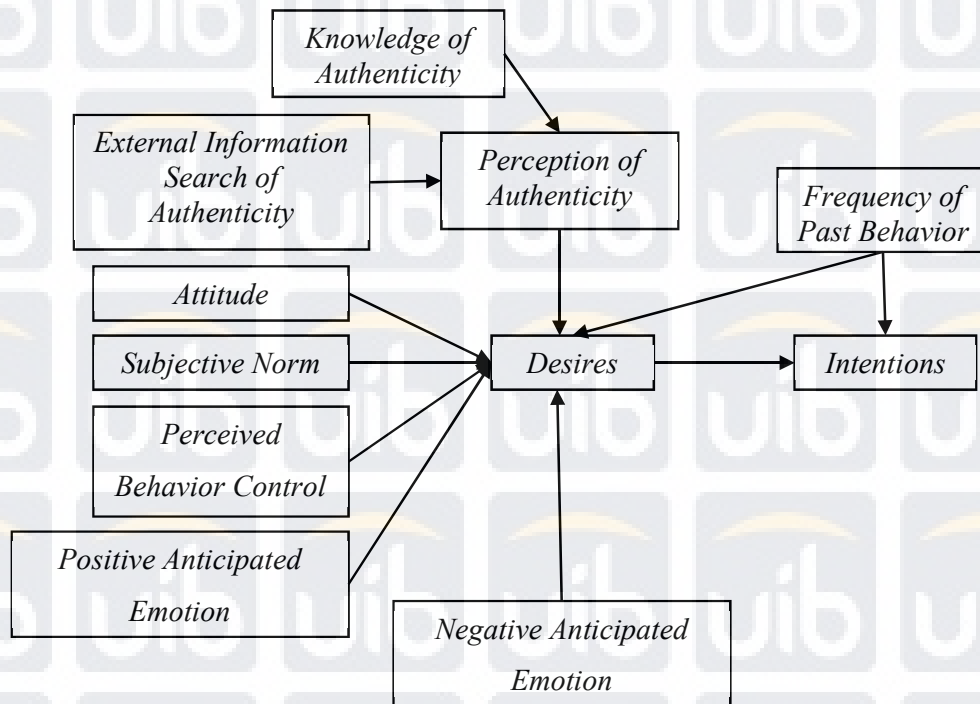 Knowledge of
Authenticity
External Information
Search of
Authenticity
Perception of
Authenticity
Frequency of
Past Behavior
Attitude
Subjective Norm
Desires
Intentions
Perceived
Behavior Control
Positive Anticipated
Emotion
Negative Anticipated
Emotion